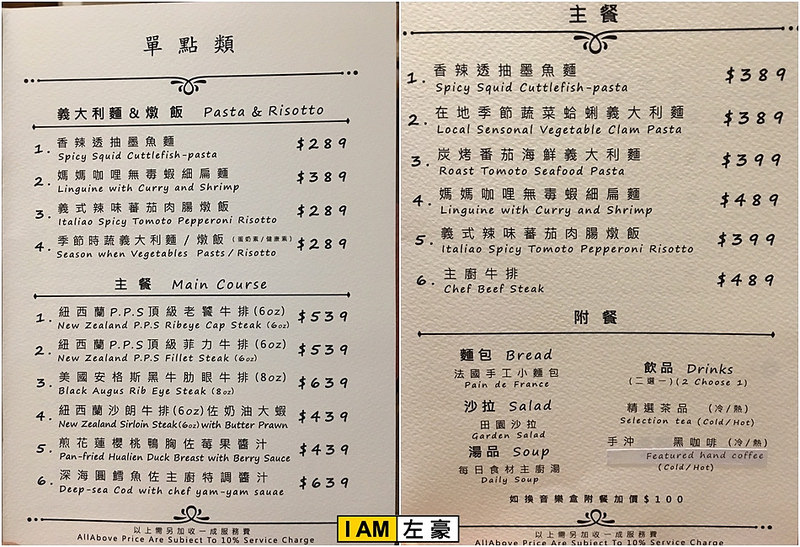 單點類
義大利麵&燉飯 Pasta & Risotto
1. 香辣透抽墨魚麵 $289
Spicy Squid Cuttlefish-pasta
2. 媽媽咖哩無毒蝦細扁麵 $389
Linguine with Curry and Shrimp
3. 義式辣味蕃茄肉腸燉飯 $289
Italiao Spicy Tomoto Pepperoni Risotto
4. 季節時蔬義大利麵/燉飯 (蛋奶素/健康素) $289
Season when Vegetables Pasts/Risotto
主餐 Main Course
1. 紐西蘭P.P.S頂級老饕牛排(6oz) $539
New Zealand P.P.S Ribeye Cap Steak (6oz)
2. 紐西蘭P.P.S頂級菲力牛排(6oz) $539
New Zealand P.P.S Fillet Steak (6oz)
3. 美國安格斯黑牛肋眼牛排(8oz) $639
Black Augus Rib Eye Steak (8oz)
4. 紐西蘭沙朗牛排(6oz)佐奶油大蝦 $439
New Zealand Sirloin Steak(6oz)with Butter Prawn
5. 煎花蓮櫻桃鴨胸佐莓果醬汁 $439
Pan-fried Hualien Duck Breast with Berry Sauce
6. 深海圓鱈魚佐主廚特調醬汁 $639
Deep-sea Cod with chef yam-yam sauae
以上需另加收一成服務費
AllAbove Price Are Subiect To 10% Service Charge
主餐
1. 香辣透抽墨魚麵 $389
Spicy Squid Cuttlefish-pasta
2. 在地季節蔬菜蛤蜊義大利麵 $389
Local Sensonal Vegetable Clam Pasta
3. 炭烤番茄海鮮義大利麵 $399
Roast Tomoto Seafood Pasta
4. 媽媽咖哩無毒蝦細扁麵 $489
Linguine with Curry and Shrimp
5. 義式辣味蕃茄肉腸燉飯 $399
Italiao Spicy Tomoto Pepperoni Risotto
6. 主廚牛排 $489
Chef Beef Steak
附餐
麵包 Bread
法國手工小麵包
Pain de France
沙拉 Salad
田園沙拉
Garden Salad
湯品 Soup
每日食材主廚湯
Daily Soup
飲品 Drinks
(二選一)(2 Choose 1)
精選茶品 (冷/熱)
Selection tea (Cold/Hot)
手沖 黑咖啡 (冷/熱)
Featured hand coffee
(Cold/Hot)
如換音樂盒附餐加價$100
以上需另加收一成服務費
AllAbove Price Are Subiect To 10% Service Charge
I AM 左豪